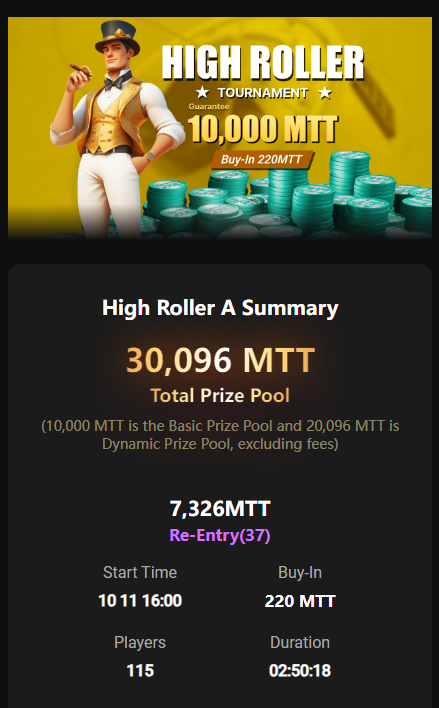 HIGH ROLLER
★ TOURNAMENT ★
Guarantee
10,000 MTT
Buy-In 220MTT
High Roller A Summary
30,096 MTT
Total Prize Pool
(10,000 MTT is the Basic Prize Pool and 20,096 MTT is
Dynamic Prize Pool, excluding fees)
7,326MTT
Re-Entry(37)
Start Time Buy-In
10 11 16:00 220 MTT
Players Duration
115 02:50:18